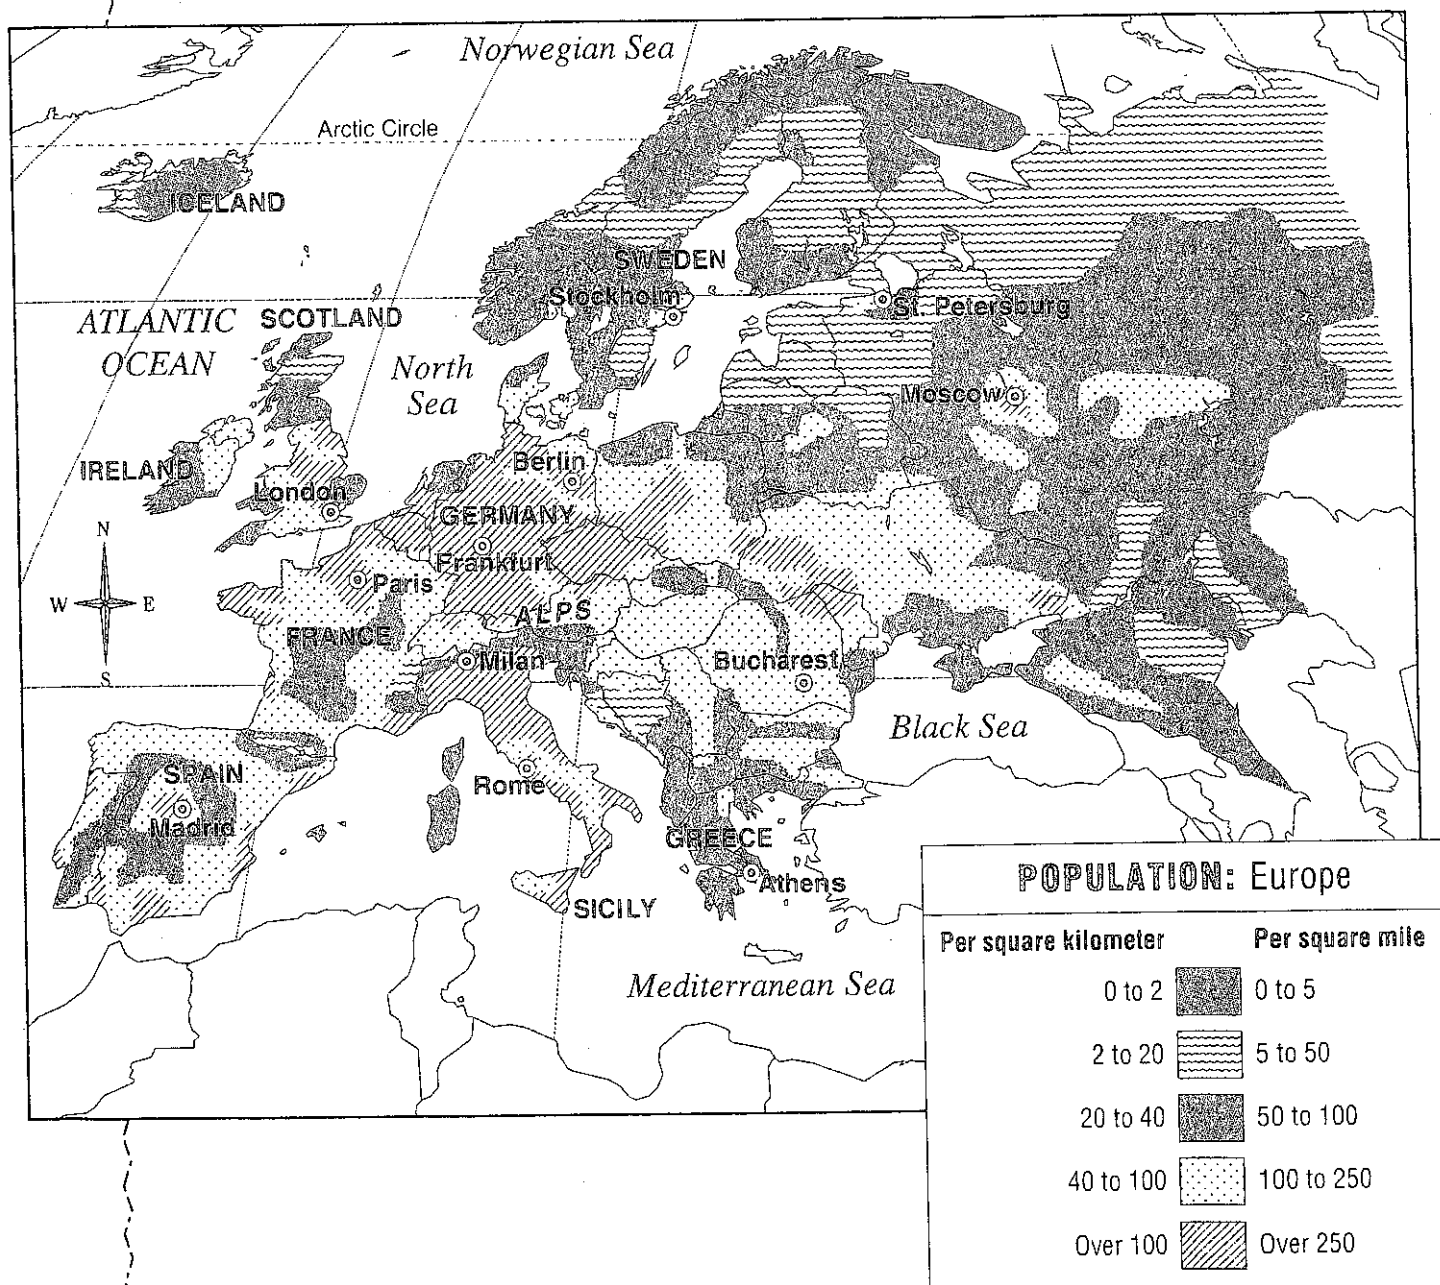 Norwegian Sea
Arctic Circle
ICELAND
SWEDEN
Stockholm
St. Petersburg
ATLANTIC
OCEAN
SCOTLAND
North
Sea
Moscow
IRELAND
London
Berlin
GERMANY
Frankfurt
Paris
N
W
E
S
ALPS
FRANCE
Milan
Bucharest
Black Sea
SPAIN
Madrid
Rome
GREECE
Athens
SICILY
Mediterranean Sea
POPULATION: Europe
Per square kilometer Per square mile
0 to 2 0 to 5
2 to 20 5 to 50
20 to 40 50 to 100
40 to 100 100 to 250
Over 100 Over 250